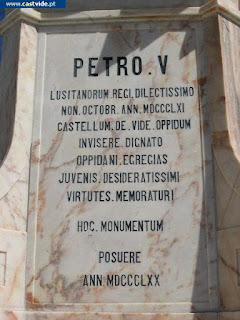 www.castvide.pt
PETRO. V
LUSITANORUM. REGI, DILECTISSIMO
NON. OCTOBR. ANN. MDCCCLXI
CASTELLUM, DE. VIDE, OPPIDUM
INVISERE, DIGNATO
OPPIDANI, EGREGIAS
JUVENIS, DESIDERATISSIMI
VIRTUTES, MEMORATURI
HOC. MONUMENTUM
POSUERE
ANN. MDCCCLXX